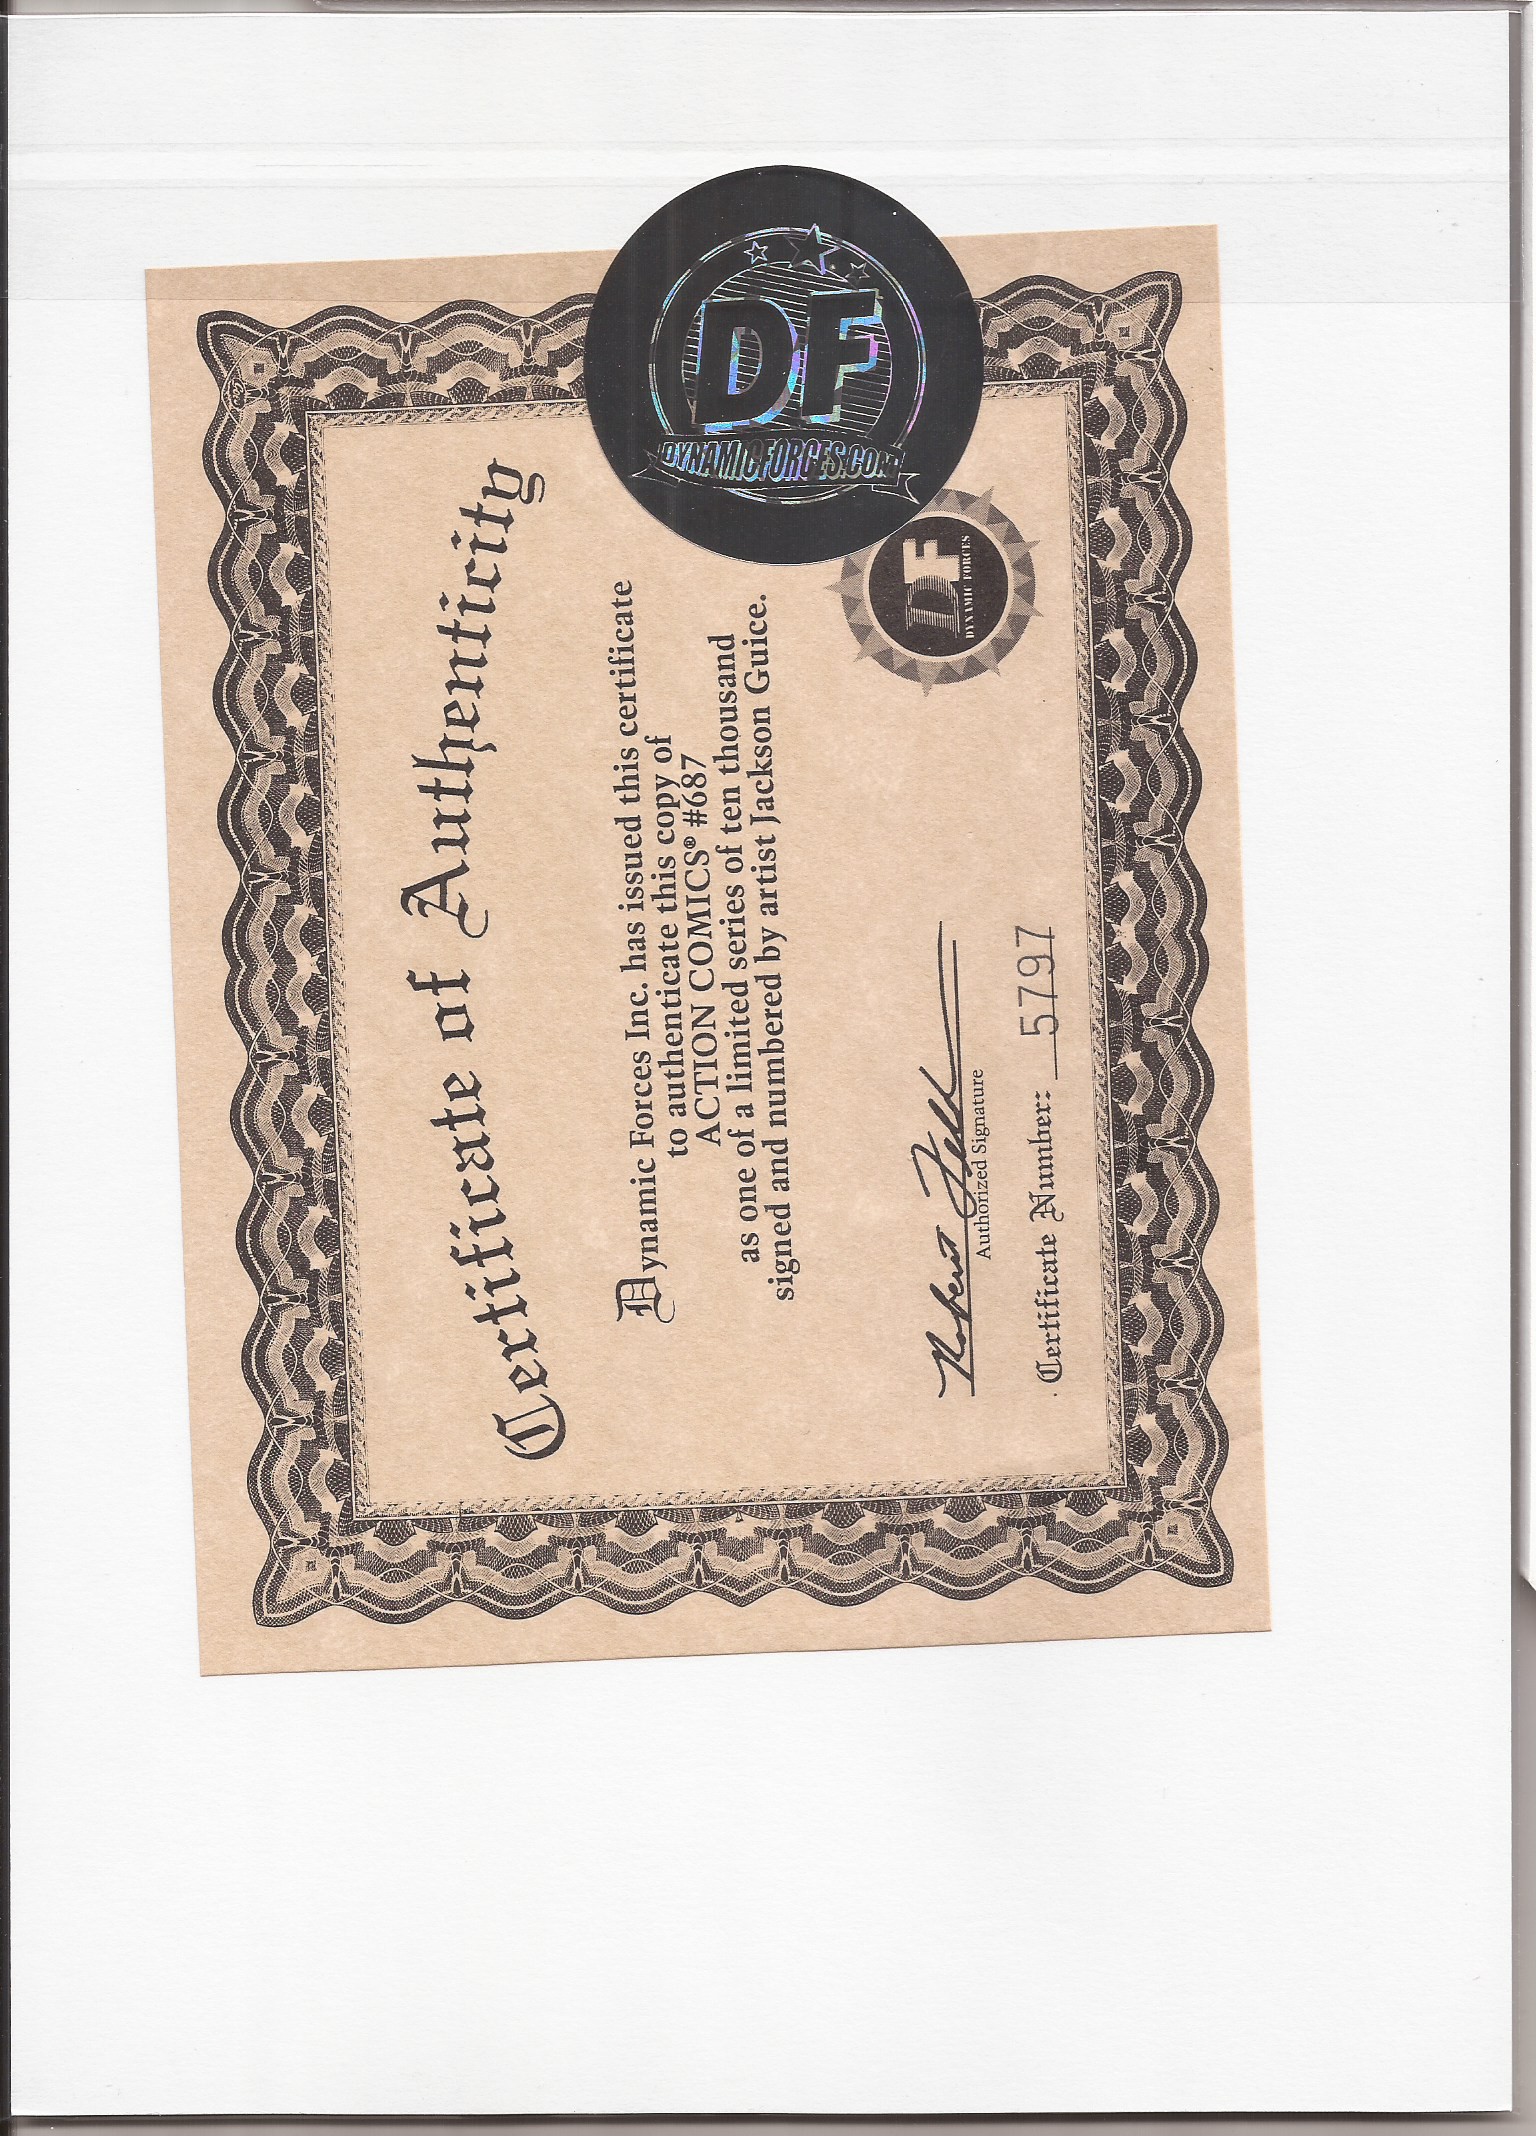 DF
DYNAMICFORCES.COM
Certificate of Authenticity
Dynamic Forces Inc. has issued this certificate
to authenticate this copy of
ACTION COMICS® #687
as one of a limited series of ten thousand
signed and numbered by artist Jackson Guice.
DF
DYNAMIC FORCES
Robert
Authorized Signature
Certificate Number: 5797